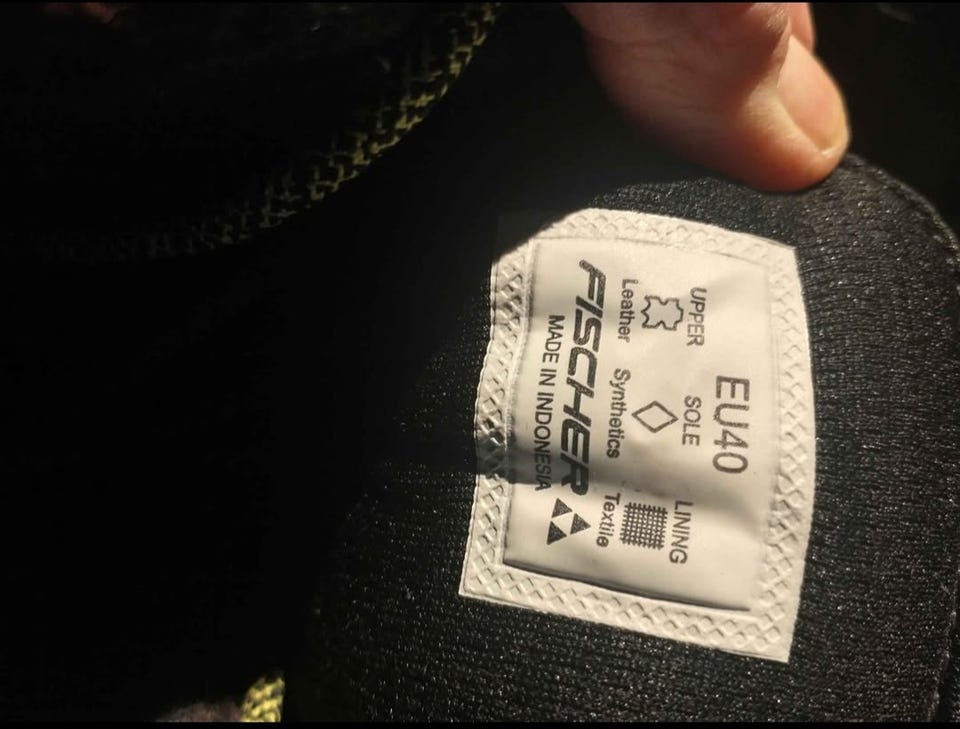 EU40
UPPER SOLE LINING
Leather Synthetics Textile
FISCHER
MADE IN INDONESIA